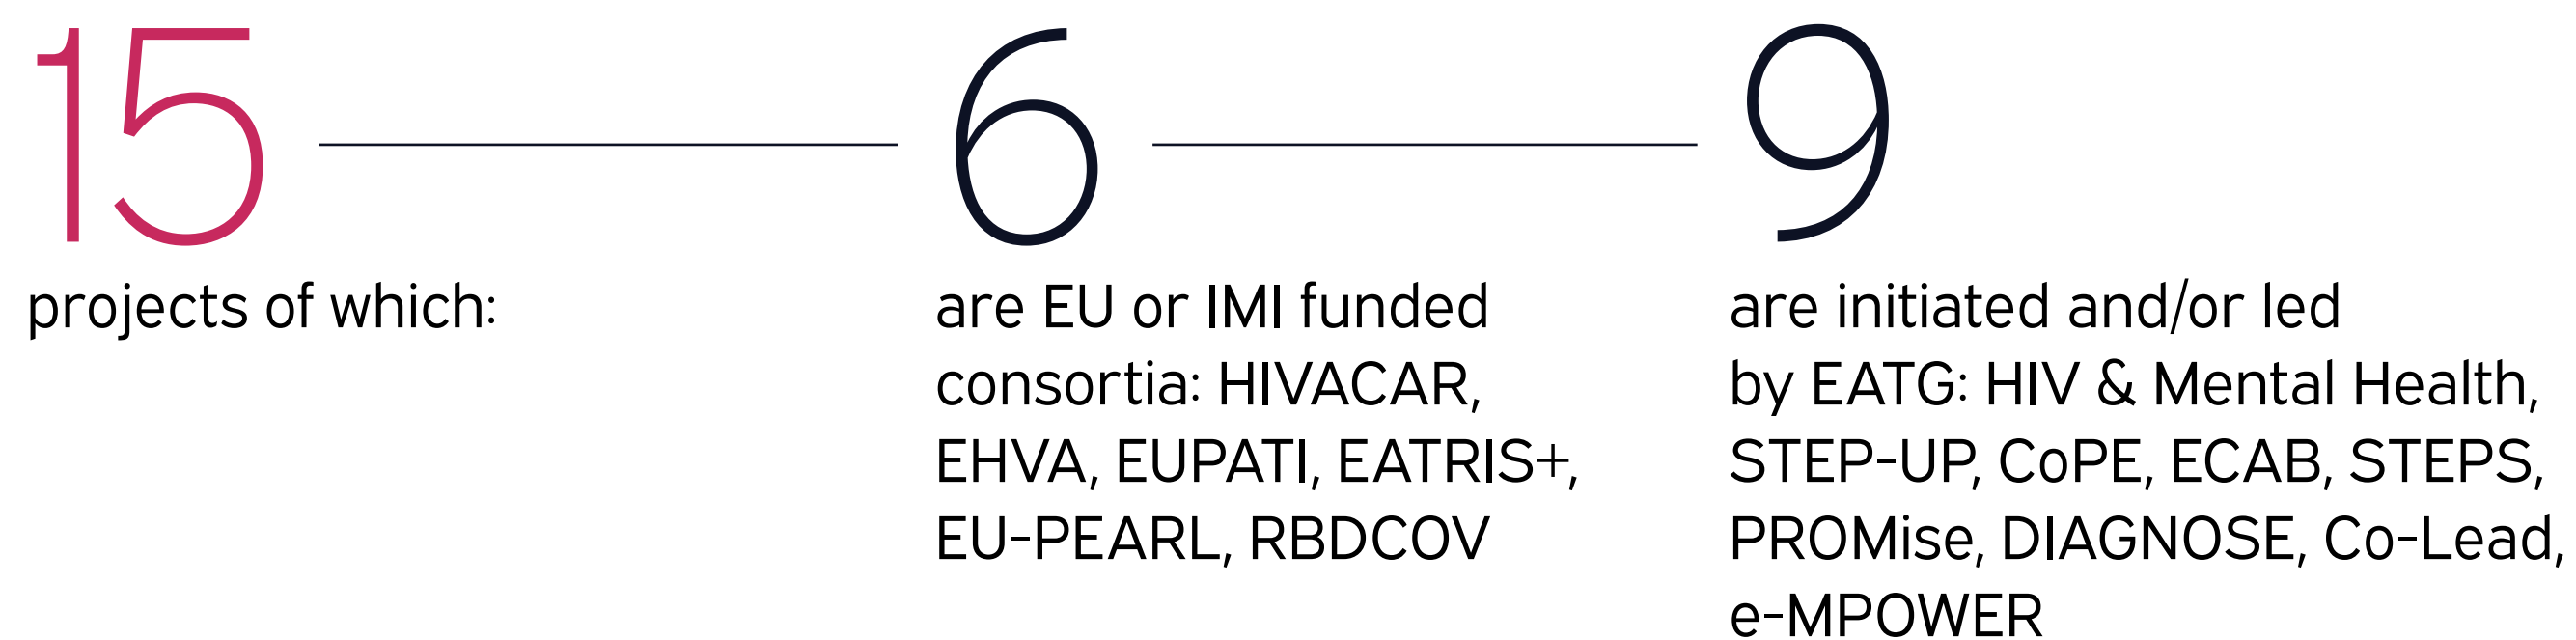 15
projects of which:
6
are EU or IMI funded
consortia: HIVACAR,
EHVA, EUPATI, EATRIS+,
EU-PEARL, RBDCOV
9
are initiated and/or led
by EATG: HIV & Mental Health,
STEP-UP, CoPE, ECAB, STEPS,
PROMise, DIAGNOSE, Co-Lead,
e-MPOWER